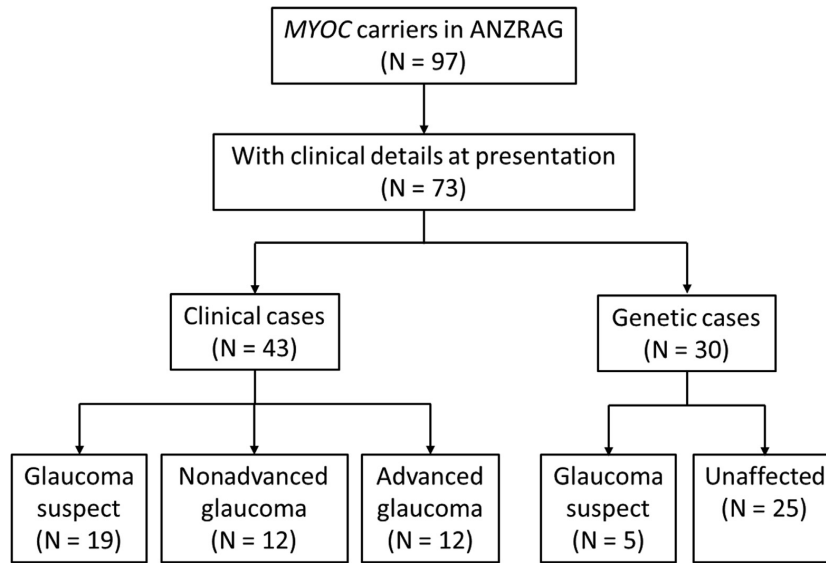 MYOC carriers in ANZRAG
(N = 97)
With clinical details at presentation
(N = 73)
Clinical cases
(N = 43)
Genetic cases
(N = 30)
Glaucoma
suspect
(N = 19)
Nonadvanced
glaucoma
(N = 12)
Advanced
glaucoma
(N = 12)
Glaucoma
suspect
(N = 5)
Unaffected
(N = 25)